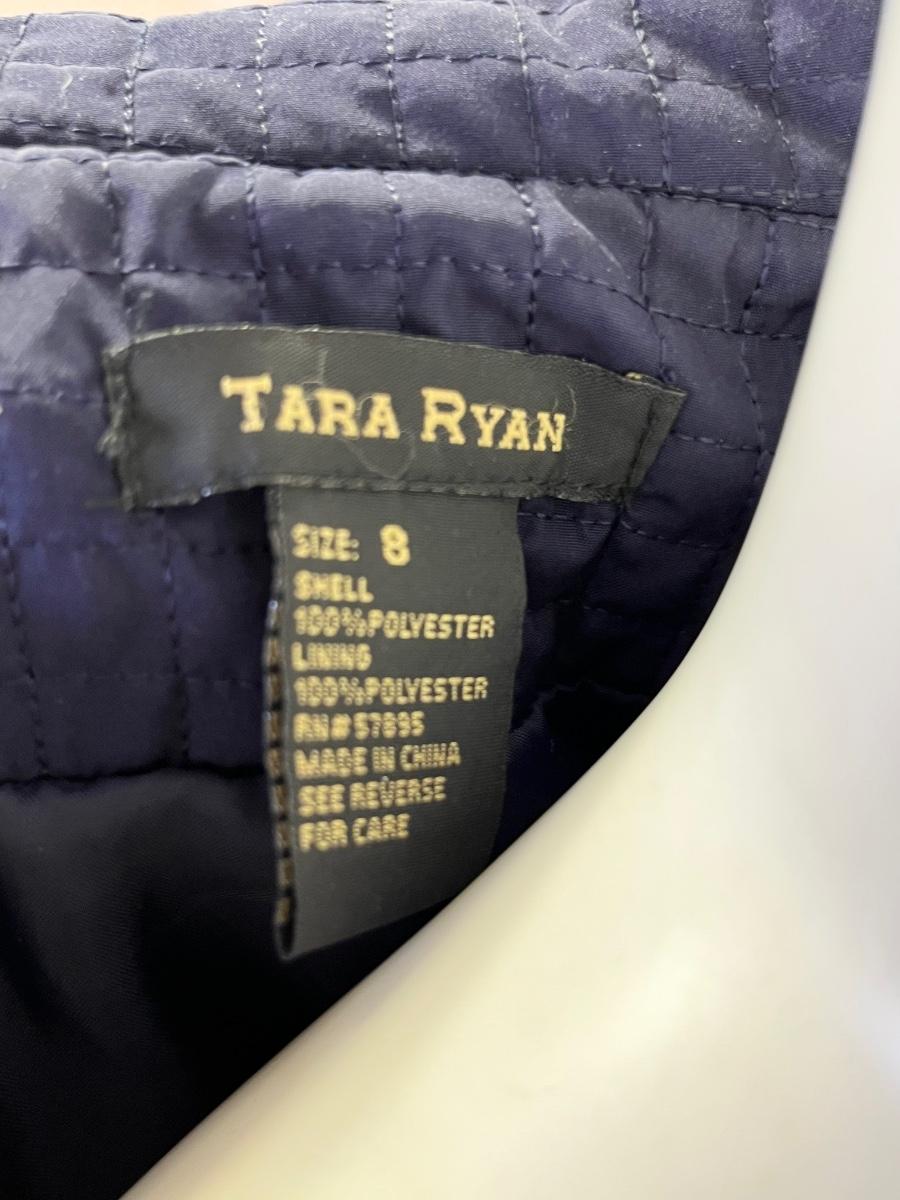 TARA RYAN
SIZE: 8
SHELL
100%POLYESTER
LINING
100%POLYESTER
RN#57895
MADE IN CHINA
SEE REVERSE
FOR CARE